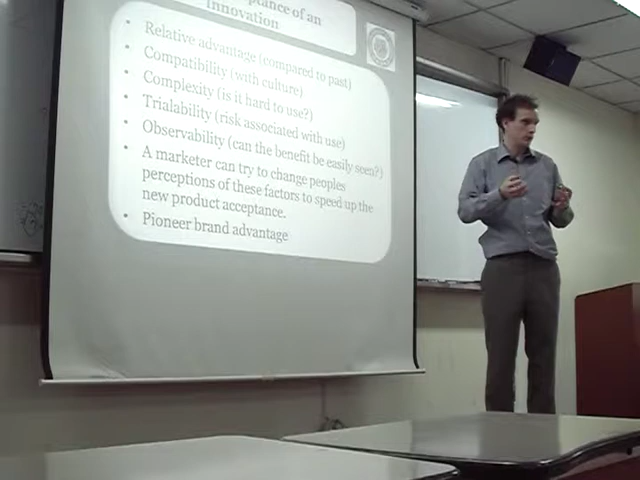 ptance of an
Innovation
• Relative advantage (compared to past)
• Compatibility (with culture)
• Complexity (is it hard to use?)
• Trialability (risk associated with use)
• Observability (can the benefit be easily seen?)
• A marketer can try to change peoples
perceptions of these factors to speed up the
new product acceptance.
• Pioneer brand advantage